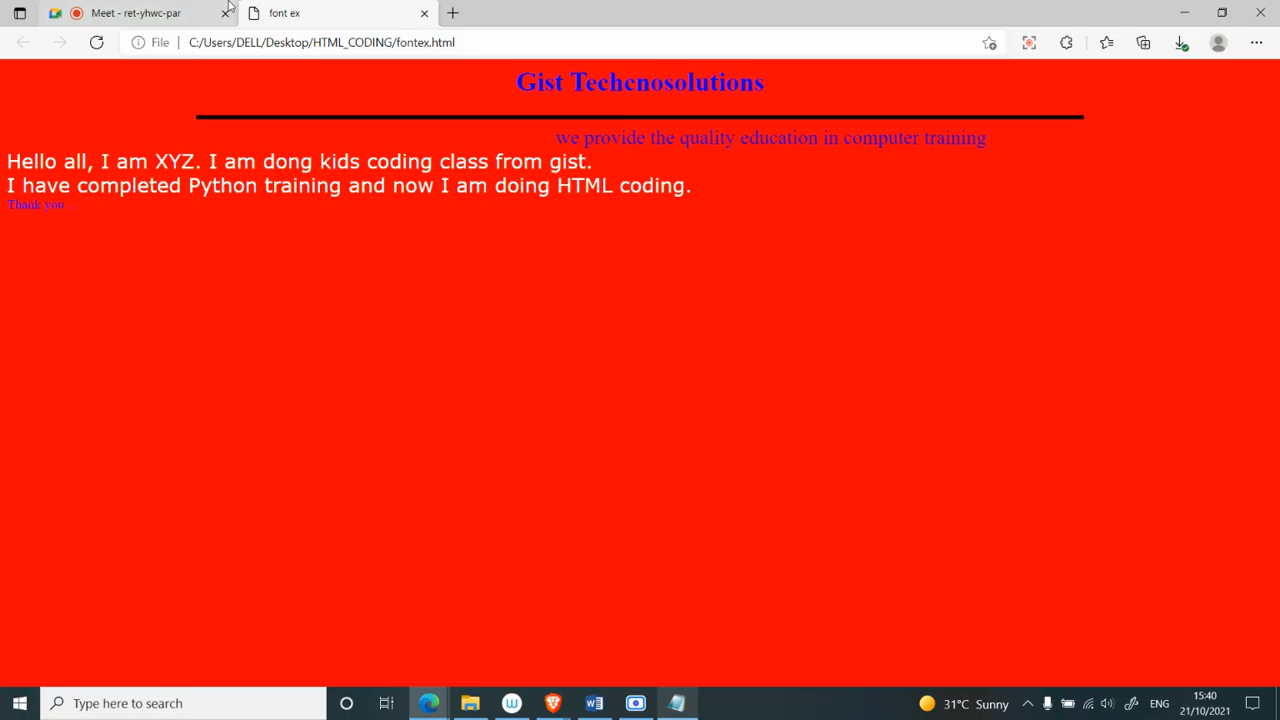 Meet - ret-yhwc-par
font ex
File
C:/Users/DELL/Desktop/HTML_CODING/fontex.html
Gist Techcnosolutions
we provide the quality education in computer training
Hello all, I am XYZ. I am dong kids coding class from gist.
I have completed Python training and now I am doing HTML coding.
Thank you...
Type here to search
31°C Sunny
ENG
15:40
21/10/2021